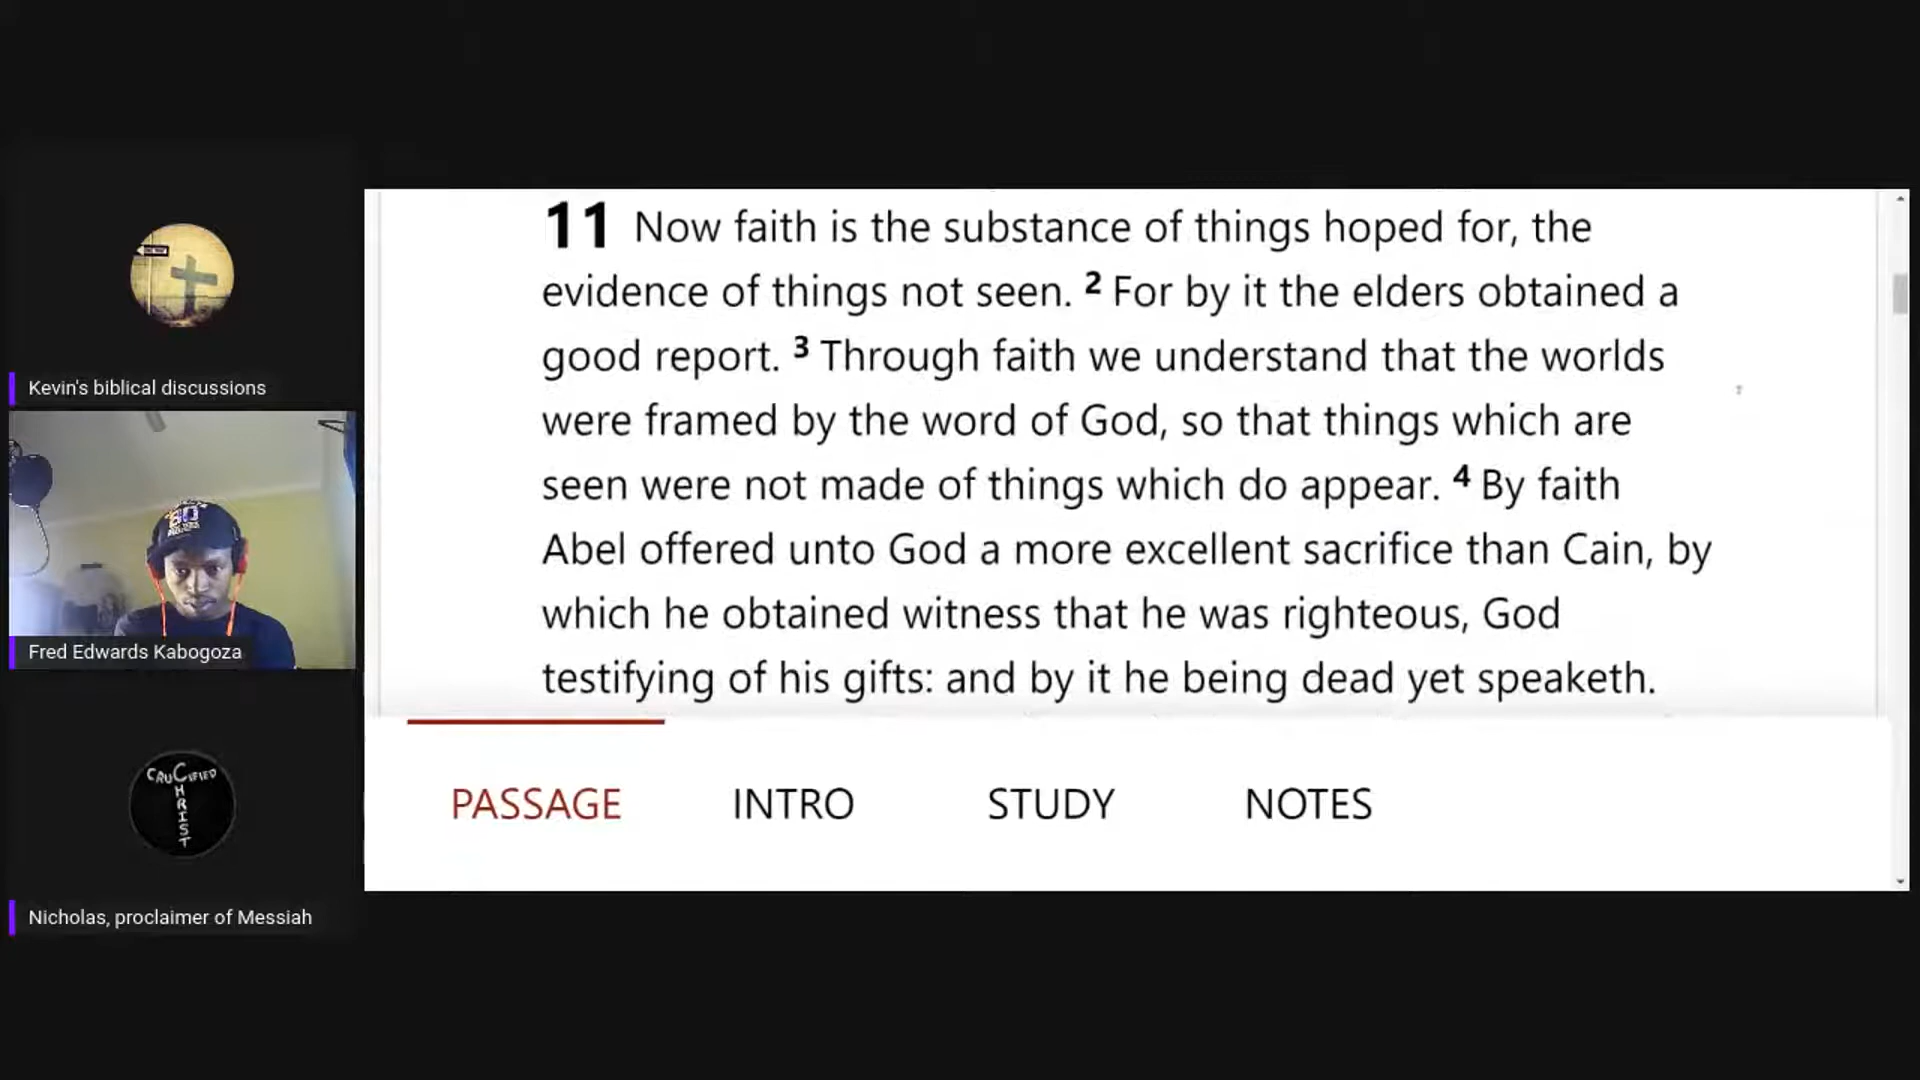 Kevin's biblical discussions
80
Fred Edwards Kabogoza
CRUCIFIED
CHRIST
Nicholas, proclaimer of Messiah
11 Now faith is the substance of things hoped for, the
evidence of things not seen. 2 For by it the elders obtained a
good report. 3 Through faith we understand that the worlds
were framed by the word of God, so that things which are
seen were not made of things which do appear. 4 By faith
Abel offered unto God a more excellent sacrifice than Cain, by
which he obtained witness that he was righteous, God
testifying of his gifts: and by it he being dead yet speaketh.
PASSAGE INTRO STUDY NOTES